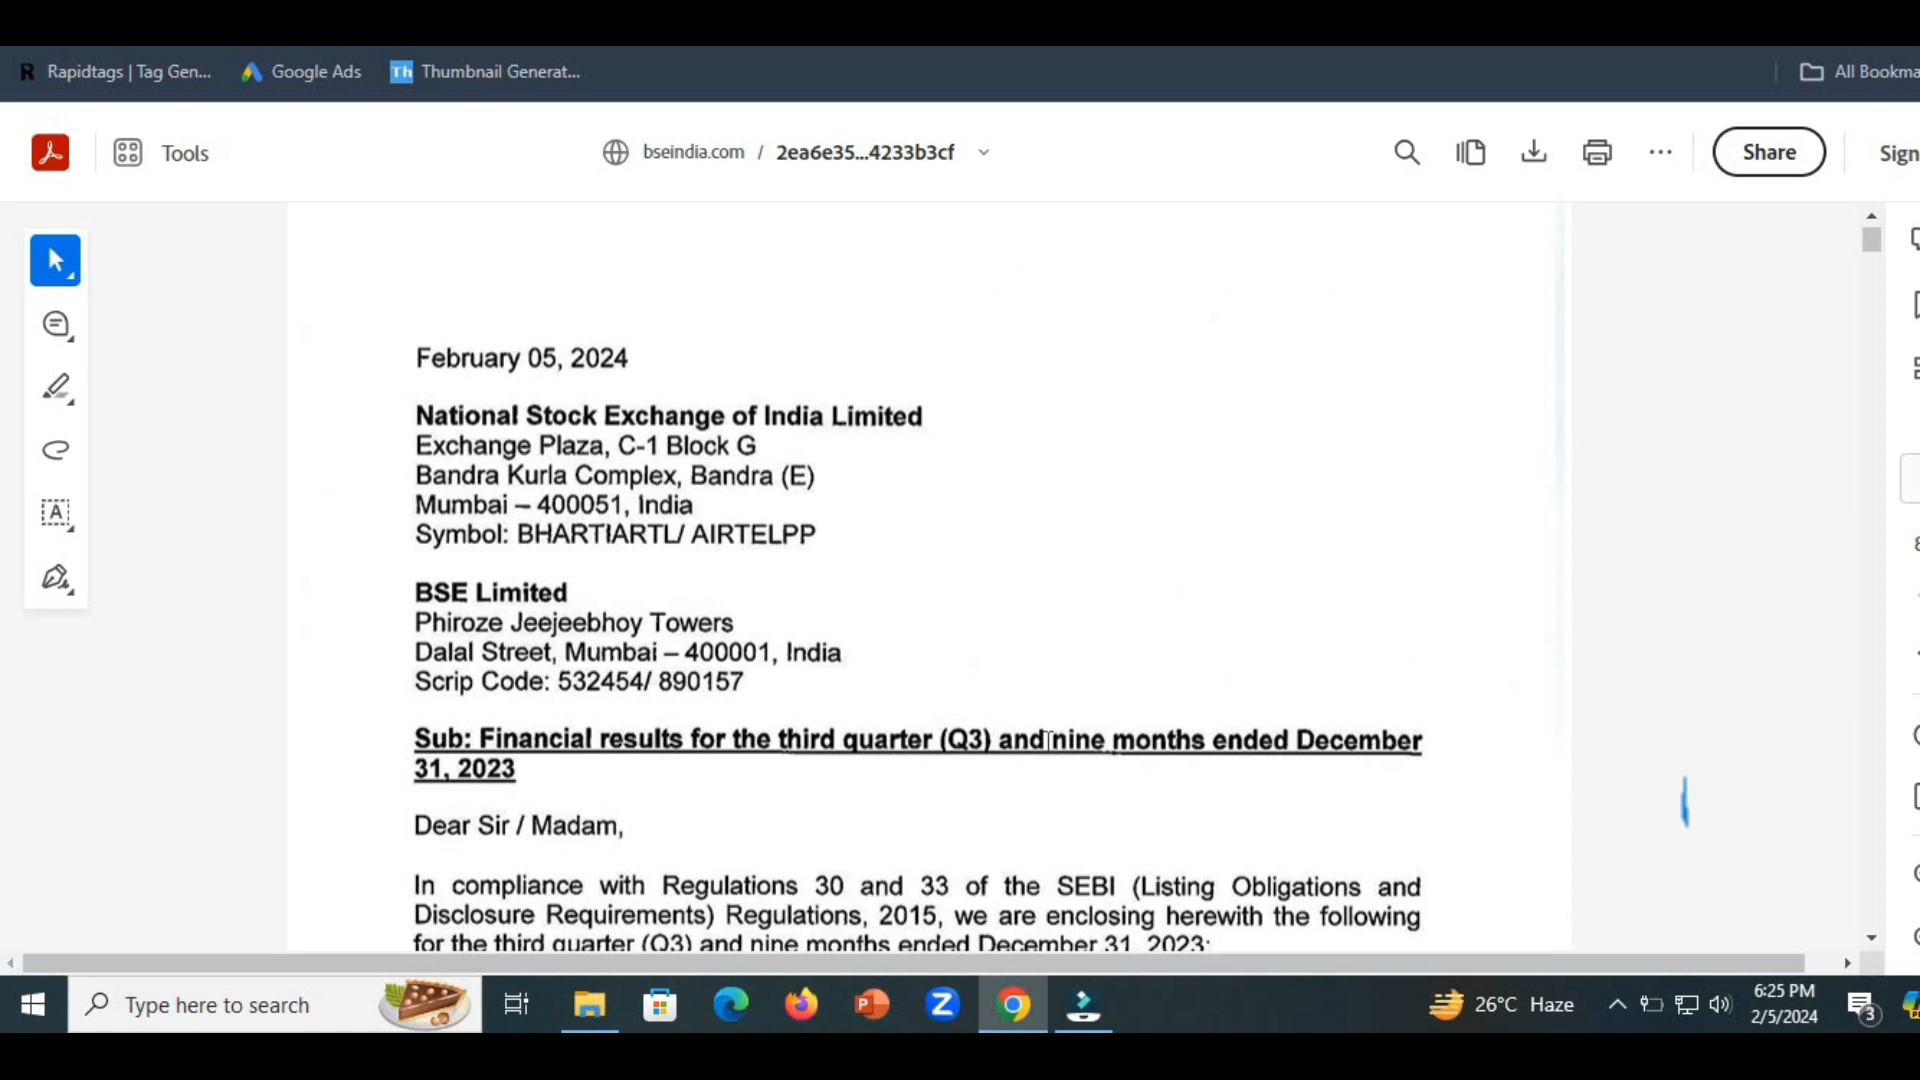 Rapidtags | Tag Gen...
Google Ads
Th Thumbnail Generat...
All Bookma
Tools
bseindia.com / 2ea6e35...4233b3cf
Share
Sign
February 05, 2024
National Stock Exchange of India Limited
Exchange Plaza, C-1 Block G
Bandra Kurla Complex, Bandra (E)
Mumbai – 400051, India
Symbol: BHARTIARTL/ AIRTELPP
BSE Limited
Phiroze Jeejeebhoy Towers
Dalal Street, Mumbai – 400001, India
Scrip Code: 532454/ 890157
Sub: Financial results for the third quarter (Q3) and nine months ended December
31, 2023
Dear Sir / Madam,
In compliance with Regulations 30 and 33 of the SEBI (Listing Obligations and
Disclosure Requirements) Regulations, 2015, we are enclosing herewith the following
for the third quarter (Q3) and nine months ended December 31, 2023:
Type here to search
26°C Haze
6:25 PM
2/5/2024
3